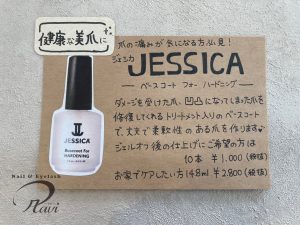 健康な美爪に
爪の痛みが気になる方必見！
ジェシカ
JESSICA
ベースコート フォー ハードニング
ダメージを受けた爪、凹凸になってしまった爪を
修復してくれるトリートメント入りのベースコート
で、丈夫で柔軟性のある爪を作ります♪
ジェルオフ後の仕上げにご希望の方は
10本 ¥1,000(税抜)
お家でケアしたい方 14.8ml ¥2,800(税抜)
JESSICA
Basecoat for
HARDENING
Nail & Eyelash
Navi